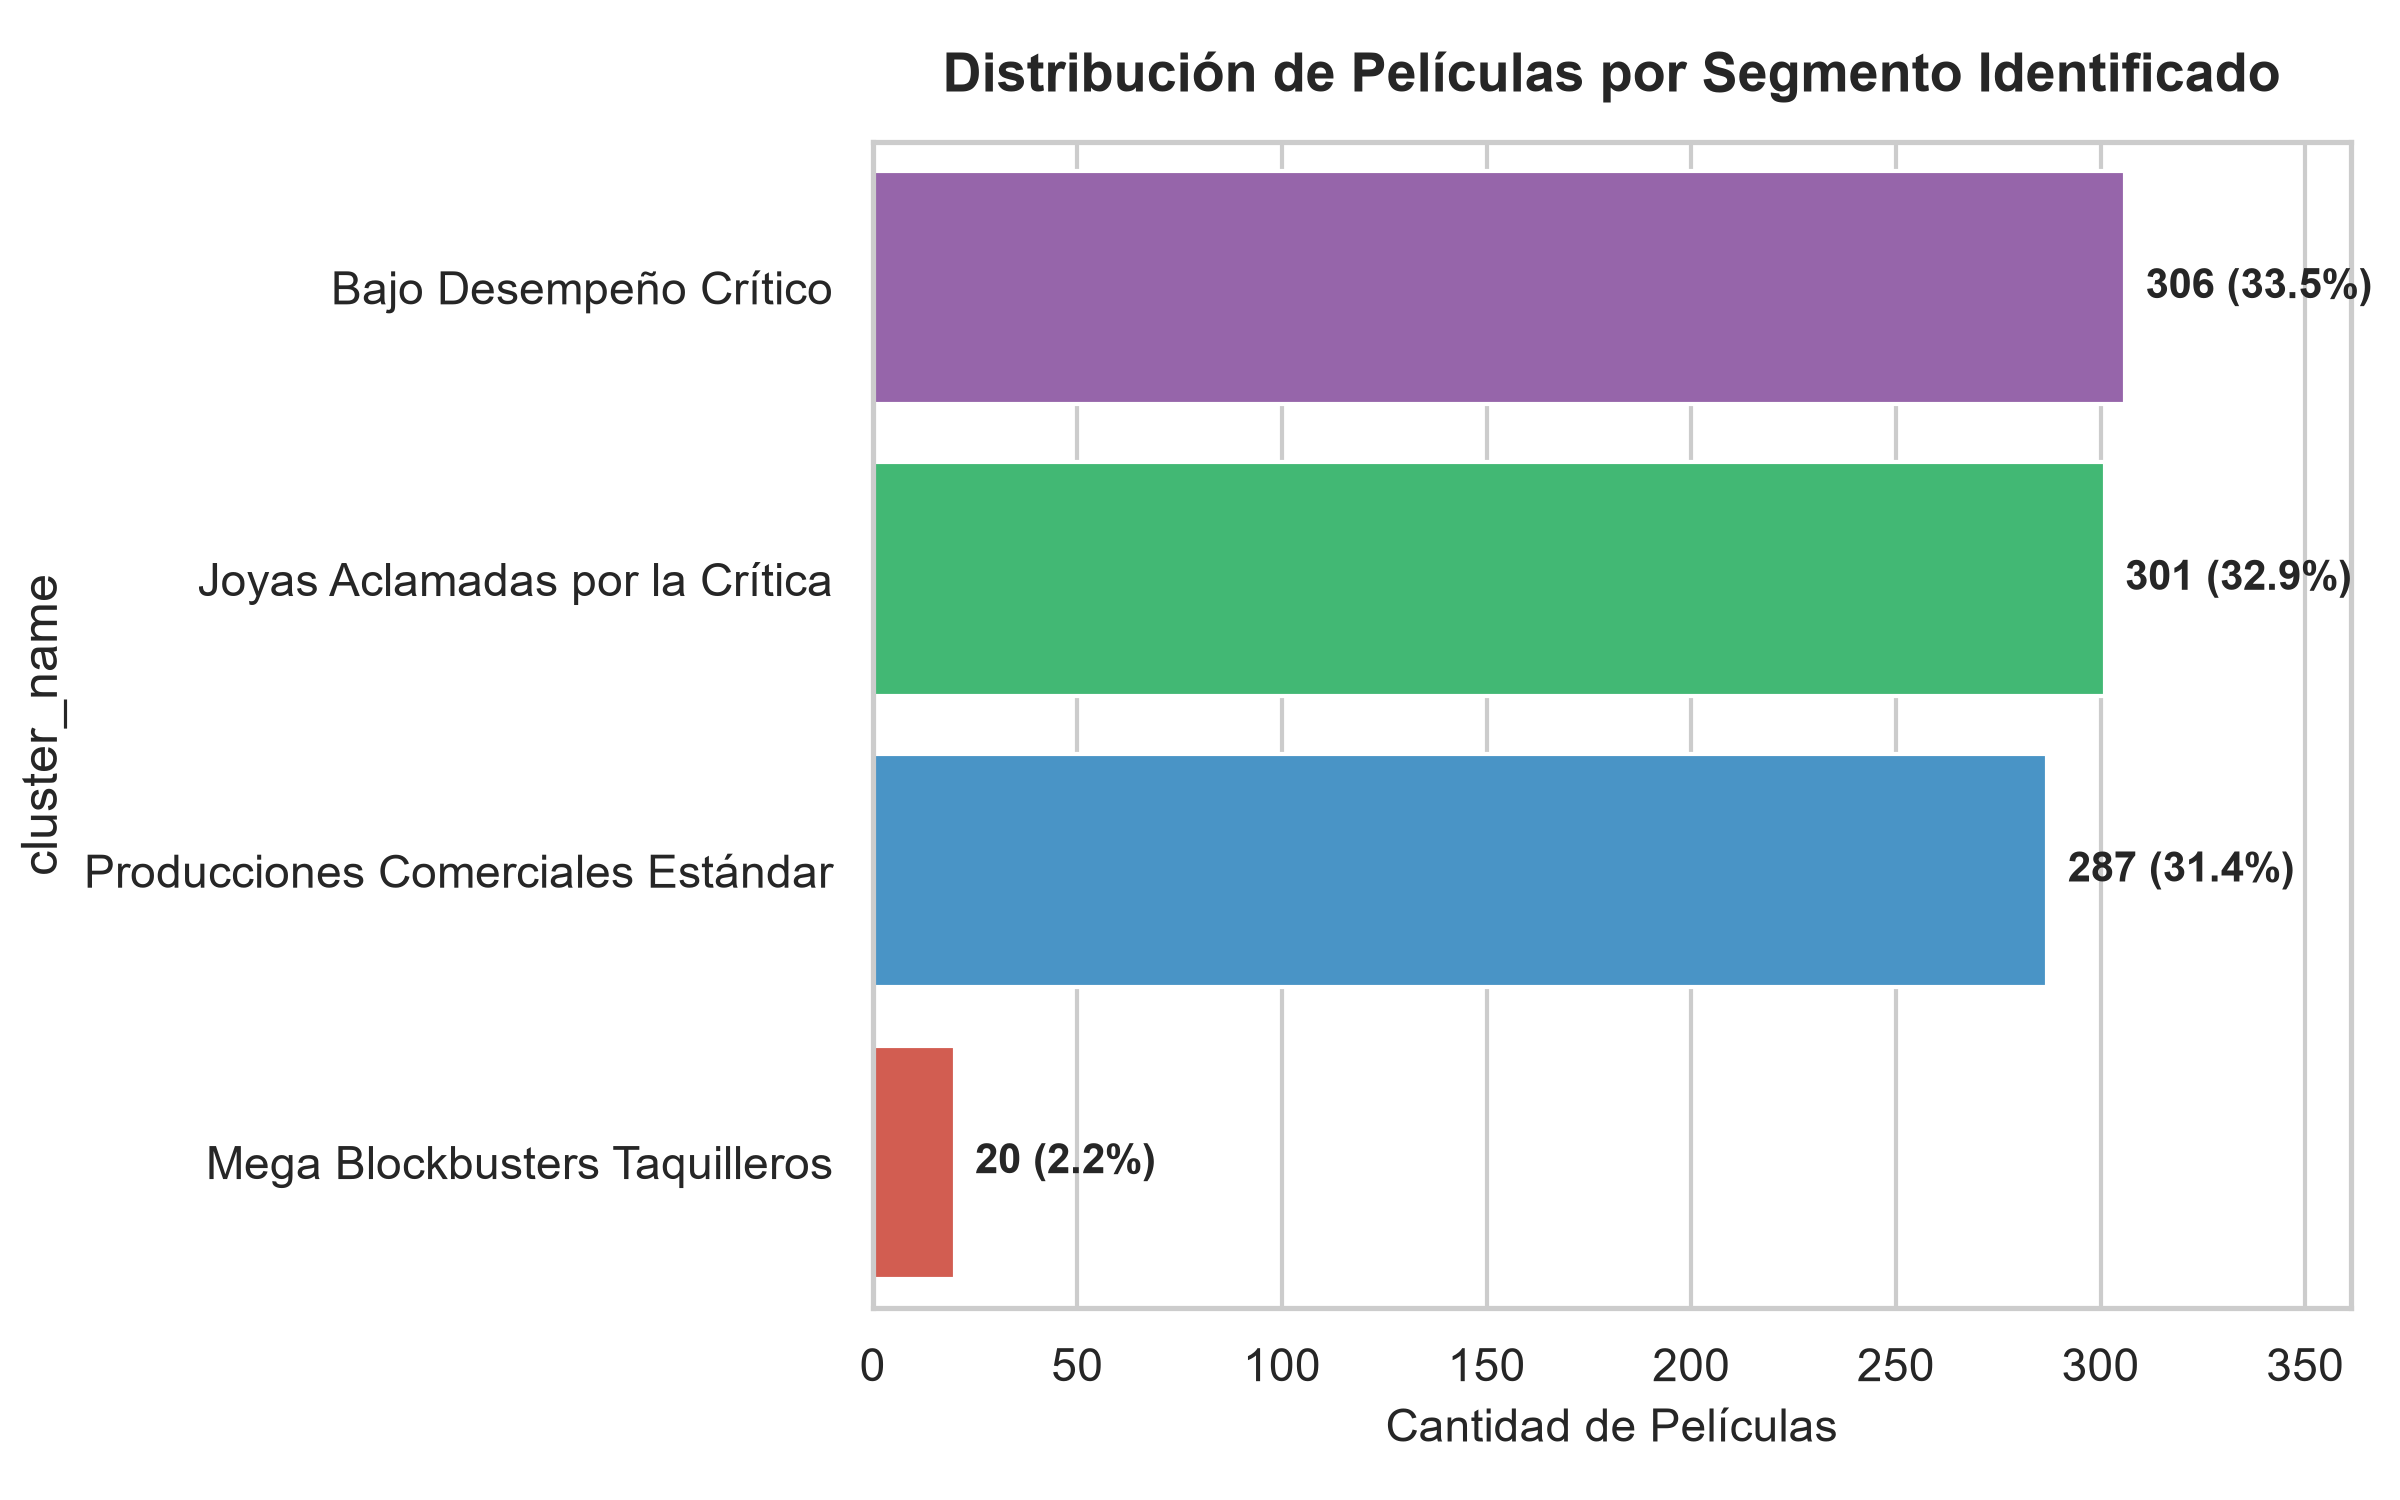 Distribución de Películas por Segmento Identificado
cluster_name
Bajo Desempeño Crítico
306 (33.5%)
Joyas Aclamadas por la Crítica
301 (32.9%)
Producciones Comerciales Estándar
287 (31.4%)
Mega Blockbusters Taquilleros
20 (2.2%)
0 50 100 150 200 250 300 350
Cantidad de Películas